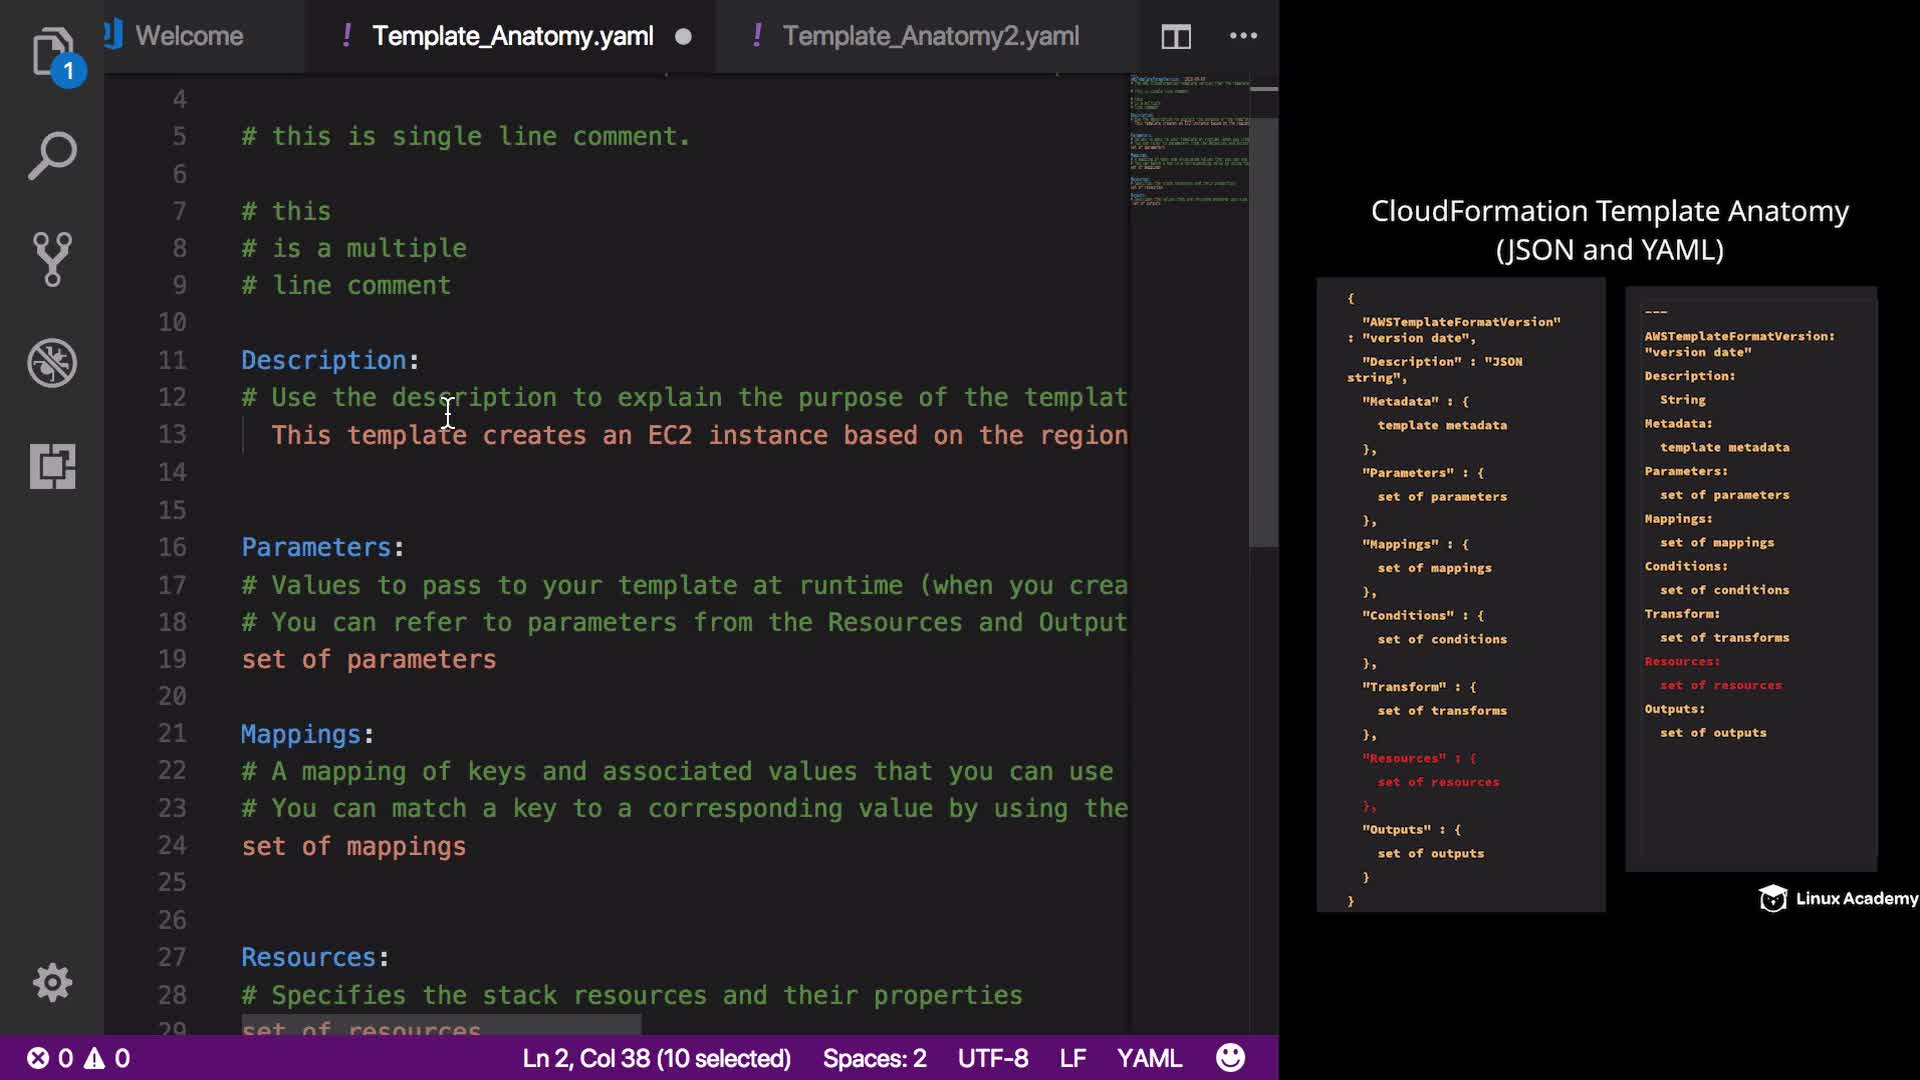 Welcome
! Template_Anatomy.yaml
! Template_Anatomy2.yaml
1
4
5 # this is single line comment.
6
7 # this
8 # is a multiple
9 # line comment
10
11 Description:
12 # Use the description to explain the purpose of the templat
13 This template creates an EC2 instance based on the region
14
15
16 Parameters:
17 # Values to pass to your template at runtime (when you crea
18 # You can refer to parameters from the Resources and Output
19 set of parameters
20
21 Mappings:
22 # A mapping of keys and associated values that you can use
23 # You can match a key to a corresponding value by using the
24 set of mappings
25
26
27 Resources:
28 # Specifies the stack resources and their properties
29 set of resources
0 0
Ln 2, Col 38 (10 selected)
Spaces: 2
UTF-8
LF
YAML
CloudFormation Template Anatomy
(JSON and YAML)
{
"AWSTemplateFormatVersion"
: "version date",
"Description" : "JSON
string",
"Metadata" : {
template metadata
},
"Parameters" : {
set of parameters
},
"Mappings" : {
set of mappings
},
"Conditions" : {
set of conditions
},
"Transform" : {
set of transforms
},
"Resources" : {
set of resources
},
"Outputs" : {
set of outputs
}
}
---
AWSTemplateFormatVersion:
"version date"
Description:
String
Metadata:
template metadata
Parameters:
set of parameters
Mappings:
set of mappings
Conditions:
set of conditions
Transform:
set of transforms
Resources:
set of resources
Outputs:
set of outputs
Linux Academy